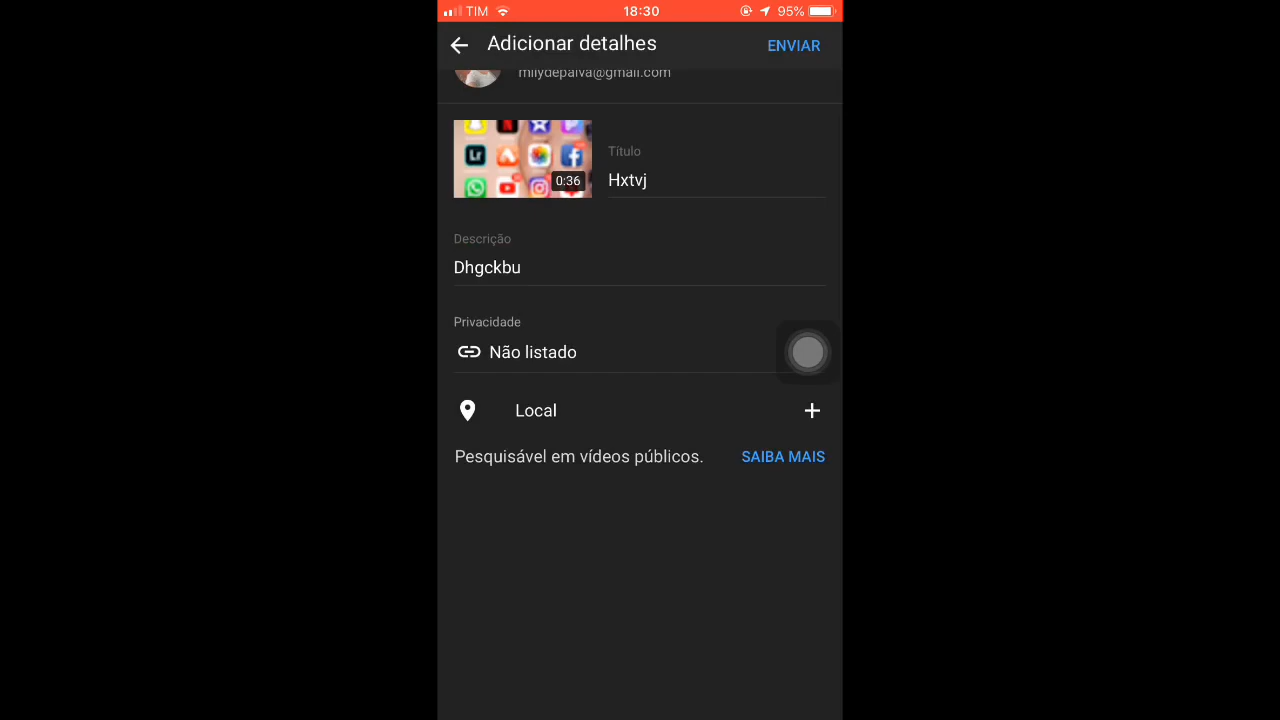 TIM 18:30 95%
Adicionar detalhes ENVIAR
milydepaiva@gmail.com
Lr
0:36
Título
Hxtvj
Descrição
Dhgckbu
Privacidade
Não listado
Local
Pesquisável em vídeos públicos. SAIBA MAIS